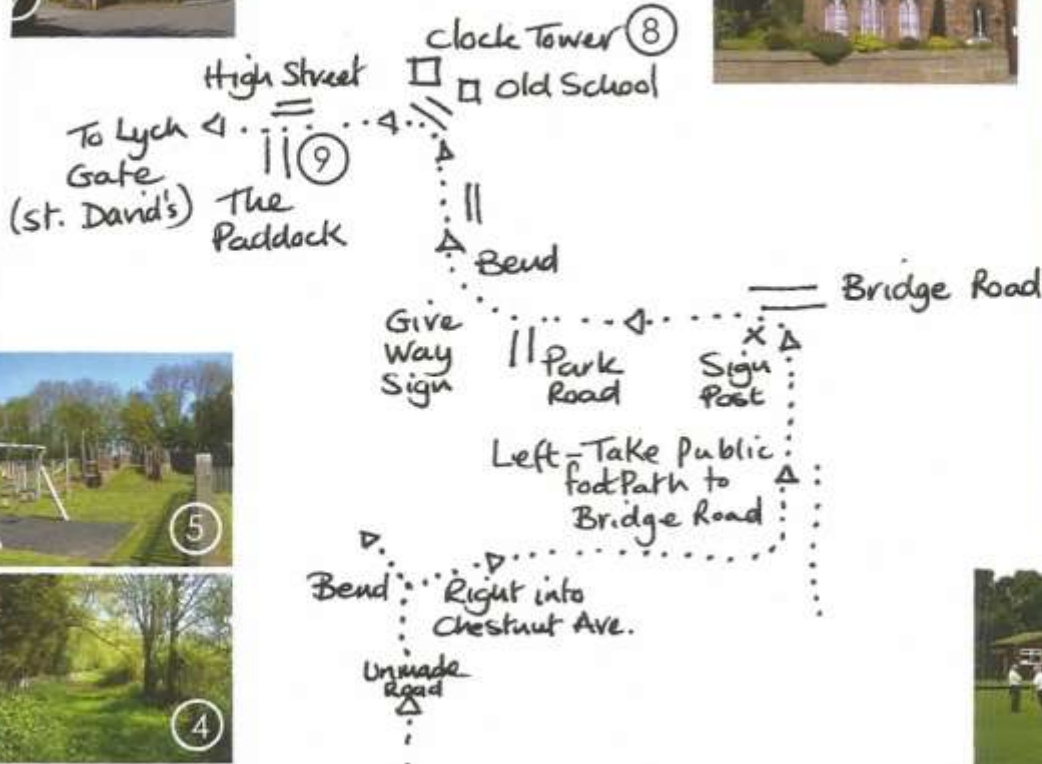 Clock Tower 8
High Street
Old School
To Lych
Gate
(St. David's)
9
The
Paddock
Bend
Bridge Road
Give
Way
Sign
Park
Road
Sign
Post
Left - Take Public
footPath to
Bridge Road
5
Bend
Right into
Chestnut Ave.
Unmade
Road
4